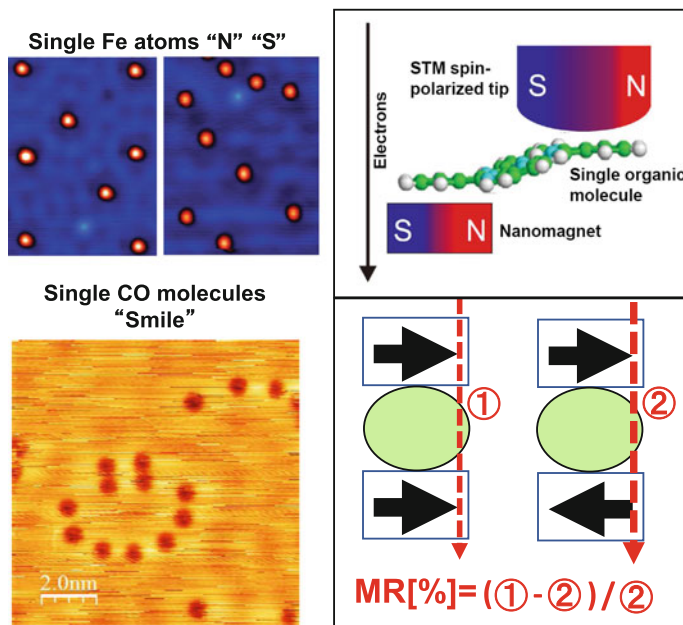 Single Fe atoms “N” “S”
Single CO molecules
“Smile”
2.0nm
Electrons
STM spin-
polarized tip
S N
Single organic
molecule
S N
Nanomagnet
① ②
MR[%]=(①-②)/②